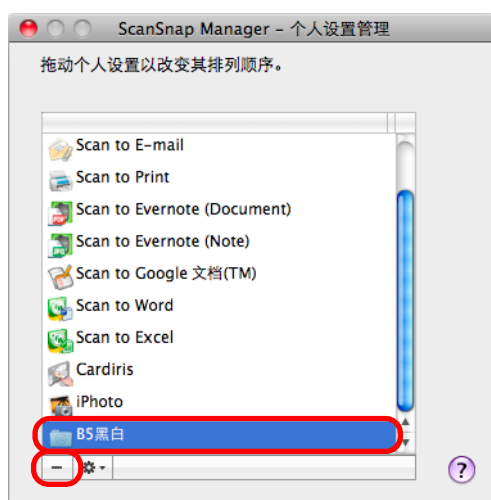 ScanSnap Manager – 个人设置管理
拖动个人设置以改变其排列顺序。
Scan to E-mail
Scan to Print
Scan to Evernote (Document)
Scan to Evernote (Note)
Scan to Google 文档(TM)
Scan to Word
Scan to Excel
Cardiris
iPhoto
B5黑白
?